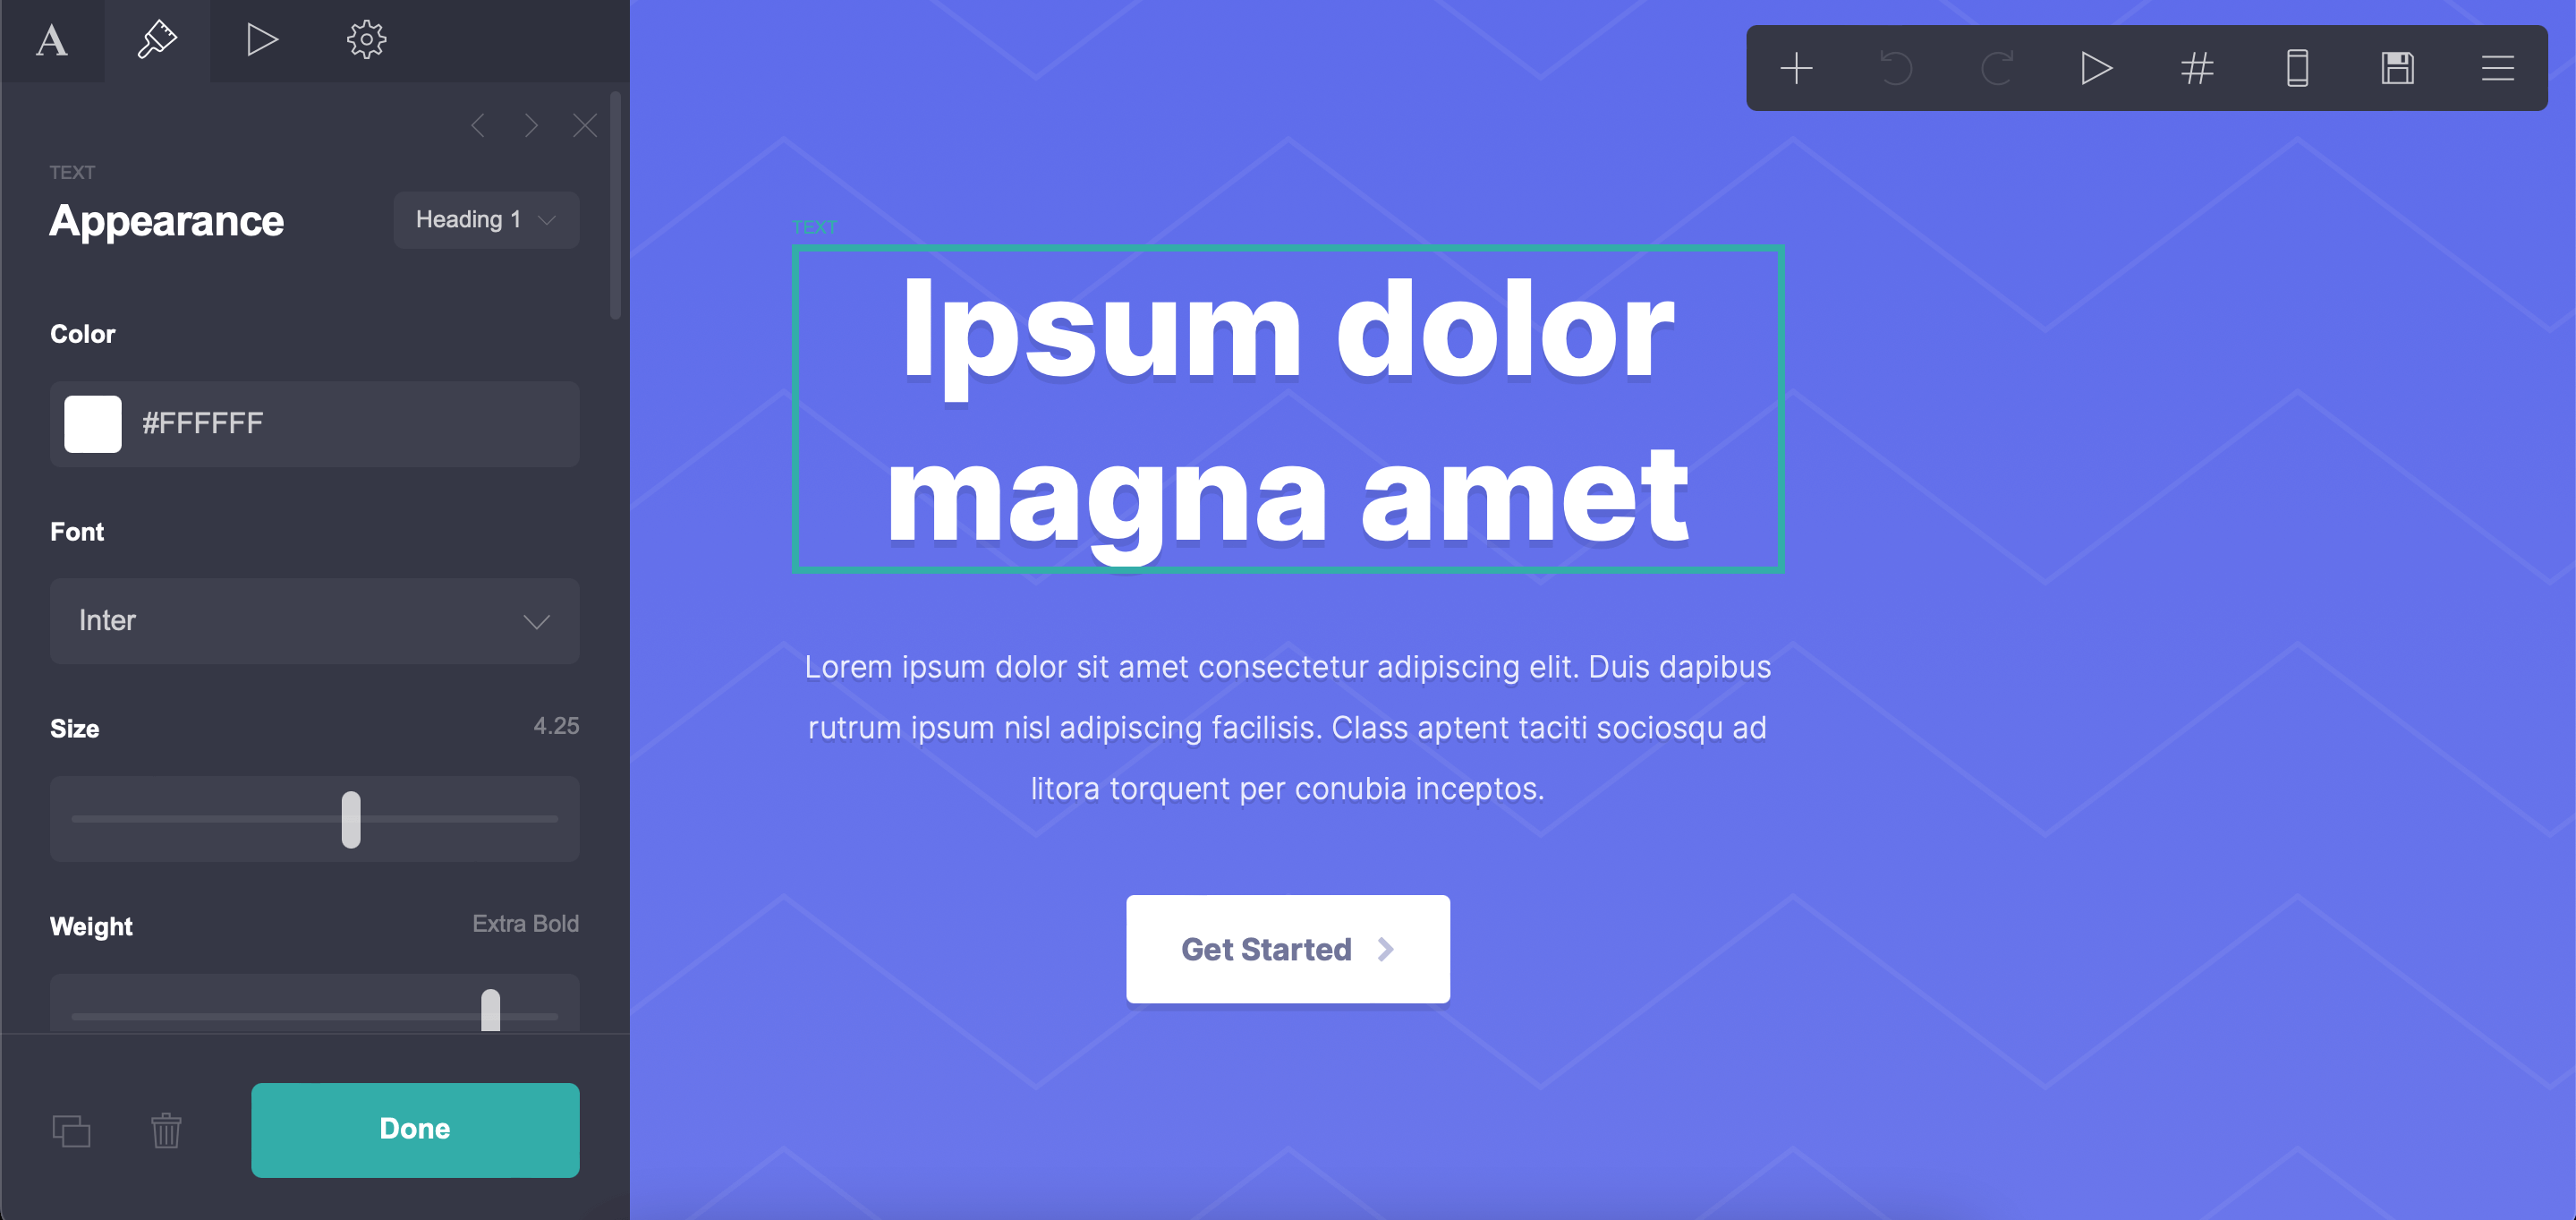 A
TEXT
Appearance
Heading 1
Color
#FFFFFF
Font
Inter
Size
4.25
Weight
Extra Bold
Done
#
TEXT
Ipsum dolor
magna amet
Lorem ipsum dolor sit amet consectetur adipiscing elit. Duis dapibus
rutrum ipsum nisl adipiscing facilisis. Class aptent taciti sociosqu ad
litora torquent per conubia inceptos.
Get Started